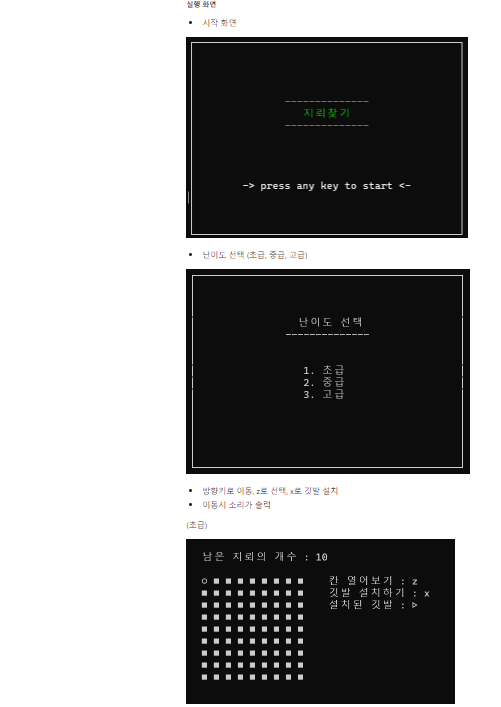 실행 화면
• 시작 화면
--------------
지뢰찾기
--------------
-> press any key to start <-
• 난이도 선택 (초급, 중급, 고급)
난이도 선택
--------------
1. 초급
2. 중급
3. 고급
• 방향키로 이동, z로 선택, x로 깃발 설치
• 이동시 소리가 출력
(초급)
남은 지뢰의 개수 : 10
○ ■ ■ ■ ■ ■ ■ ■ ■ 칸 열어보기 : z
■ ■ ■ ■ ■ ■ ■ ■ ■ 깃발 설치하기 : x
■ ■ ■ ■ ■ ■ ■ ■ ■ 설치된 깃발 : ▷
■ ■ ■ ■ ■ ■ ■ ■ ■
■ ■ ■ ■ ■ ■ ■ ■ ■
■ ■ ■ ■ ■ ■ ■ ■ ■
■ ■ ■ ■ ■ ■ ■ ■ ■
■ ■ ■ ■ ■ ■ ■ ■ ■
■ ■ ■ ■ ■ ■ ■ ■ ■